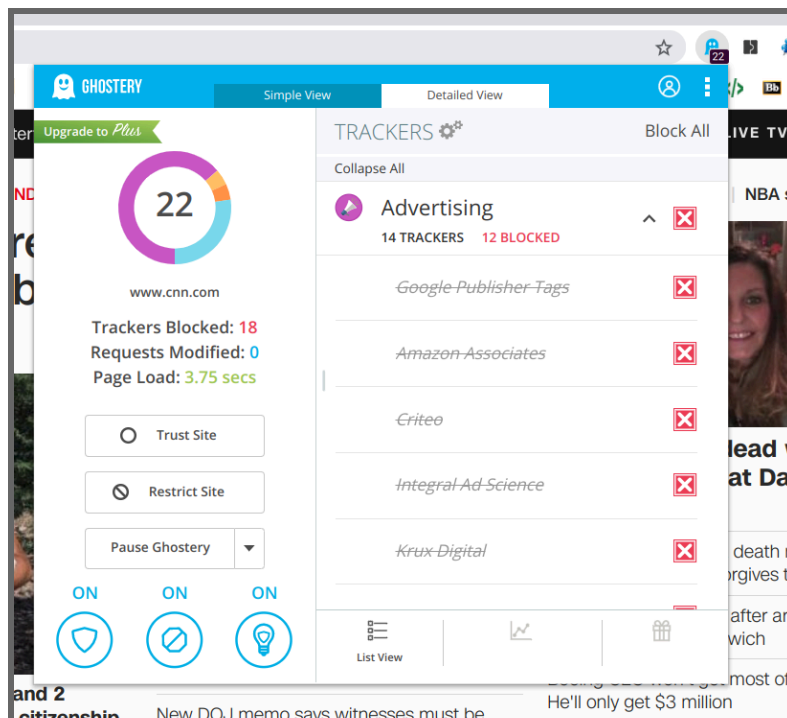 22
Bb
GHOSTERY
Simple View
Detailed View
Upgrade to Plus
TRACKERS
Block All
LIVE TV
Collapse All
22
Advertising
14 TRACKERS 12 BLOCKED
NBA
www.cnn.com
Google Publisher Tags
Trackers Blocked: 18
Requests Modified: 0
Page Load: 3.75 secs
Amazon Associates
Criteo
Trust Site
Integral Ad Science
Restrict Site
Krux Digital
Pause Ghostery
ON
ON
ON
List View
at
death
after
most
He'll only get $3 million
and 2
citizenship
New DOJ memo says witnesses must be